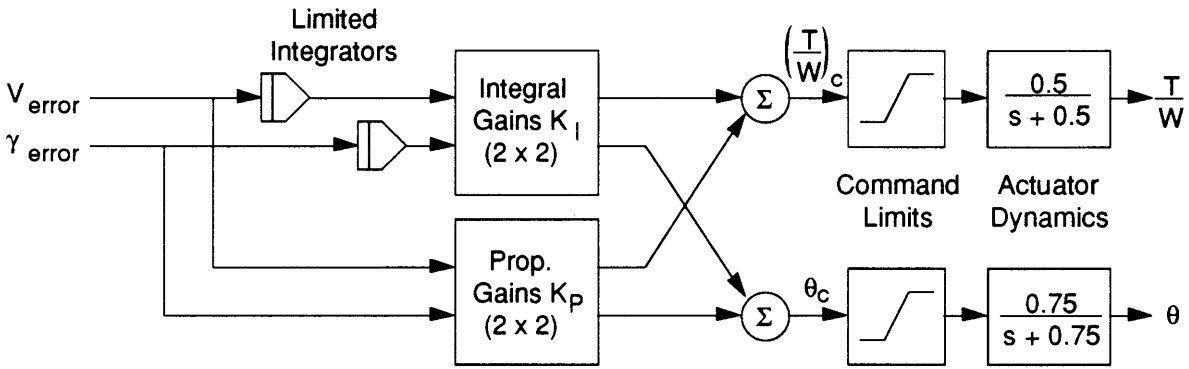 Limited
Integrators
V error
γ error
Integral
Gains K I
(2 x 2)
Prop.
Gains K P
(2 x 2)
Σ
Σ
(T/W) c
θ c
Command
Limits
0.5
s + 0.5
Actuator
Dynamics
0.75
s + 0.75
T/W
θ